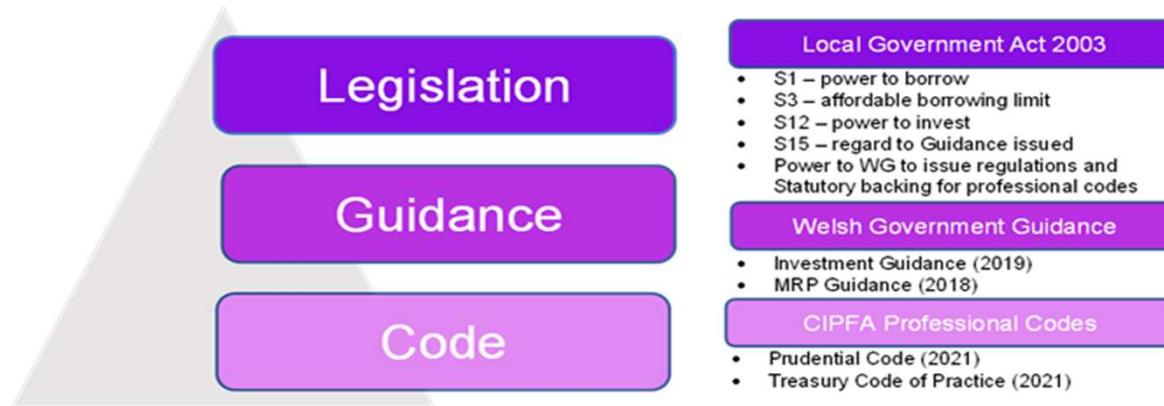 Legislation
Guidance
Code
Local Government Act 2003
• S1 – power to borrow
• S3 – affordable borrowing limit
• S12 – power to invest
• S15 – regard to Guidance issued
• Power to WG to issue regulations and
Statutory backing for professional codes
Welsh Government Guidance
• Investment Guidance (2019)
• MRP Guidance (2018)
CIPFA Professional Codes
• Prudential Code (2021)
• Treasury Code of Practice (2021)